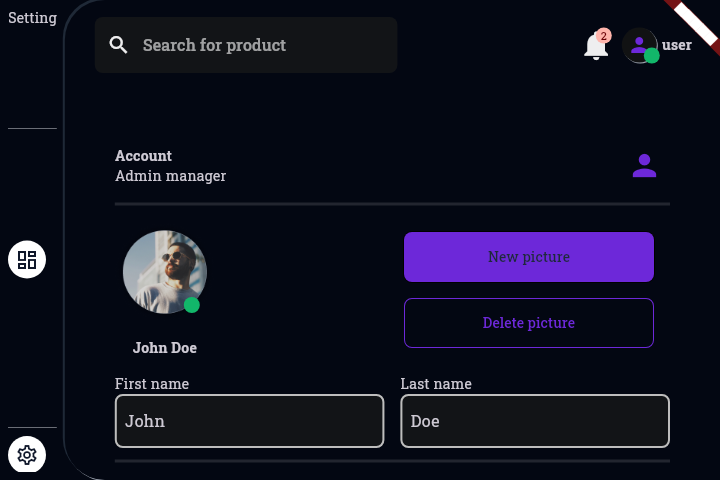 Setting
Search for product
2
user
Account
Admin manager
New picture
Delete picture
John Doe
First name
Last name
John
Doe